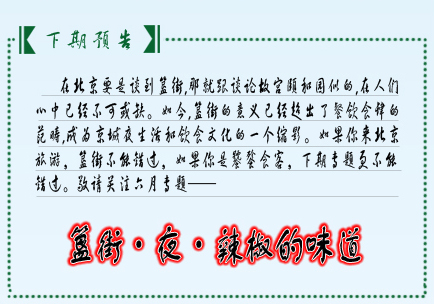 下期预告
在北京要是谈到簋街,那就跟谈论故宫颐和园似的,在人们
心中已经不可或缺。如今,簋街的意义已经超出了餐饮食肆的
范畴,成为京城夜生活和饮食文化的一个缩影。如果你来北京
旅游,簋街不能错过,如果你是饕餮食客,下期专题更不能
错过。敬请关注六月专题——
簋街·夜·辣椒的味道